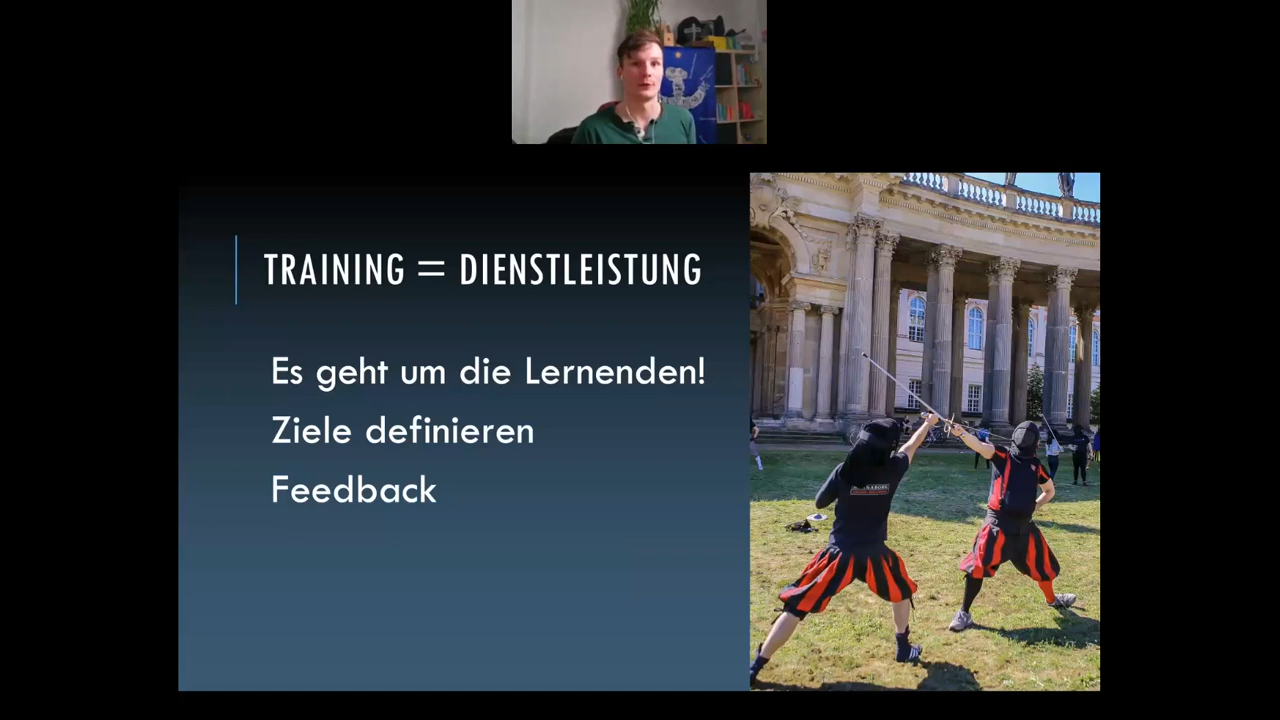 TRAINING = DIENSTLEISTUNG
Es geht um die Lernenden!
Ziele definieren
Feedback